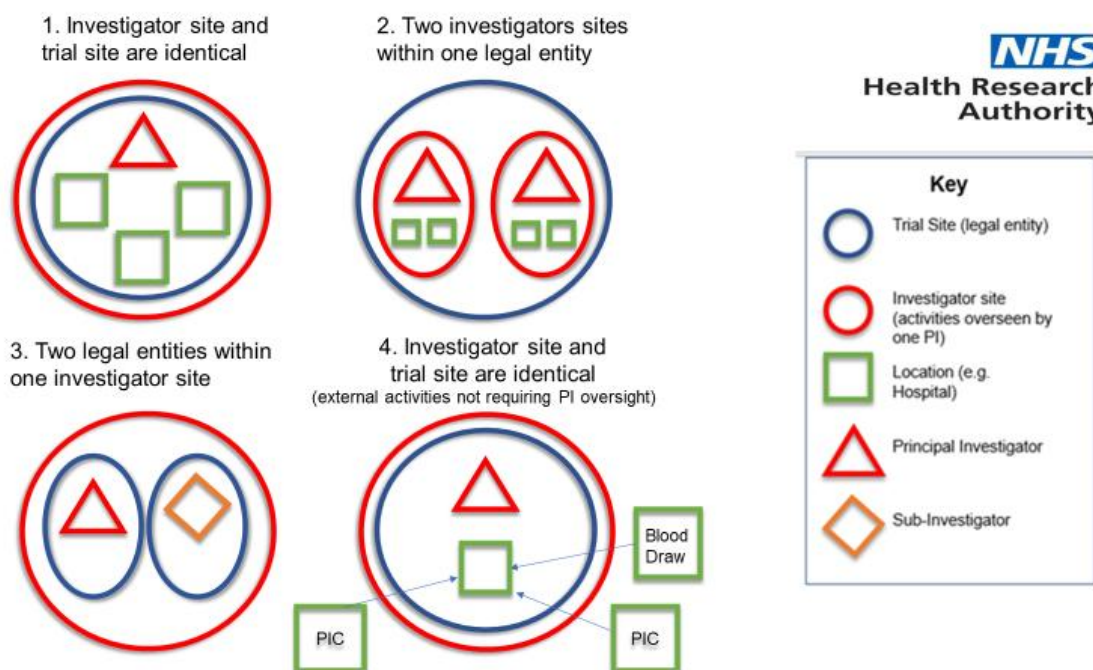 1. Investigator site and
trial site are identical
2. Two investigators sites
within one legal entity
NHS
Health Research
Authority
Key
Trial Site (legal entity)
Investigator site
(activities overseen by
one PI)
Location (e.g.
Hospital)
Principal Investigator
Sub-Investigator
3. Two legal entities within
one investigator site
4. Investigator site and
trial site are identical
(external activities not requiring PI oversight)
Blood
Draw
PIC
PIC